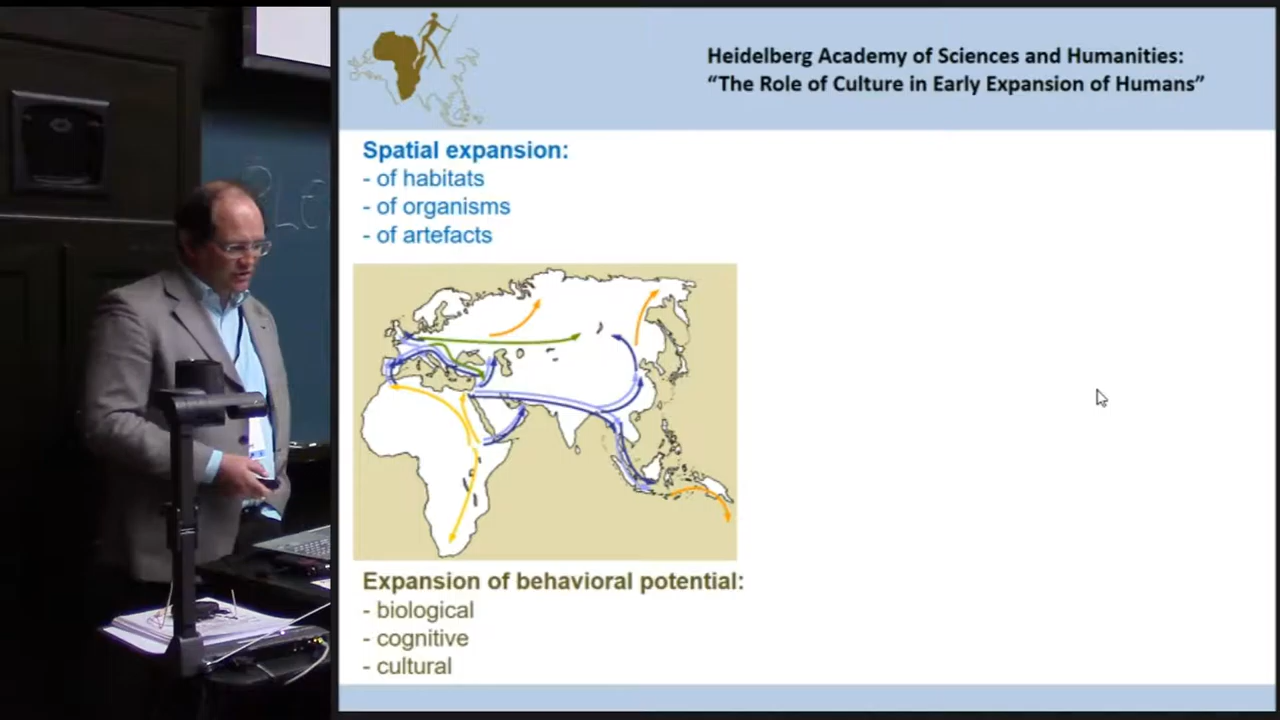 Heidelberg Academy of Sciences and Humanities:
“The Role of Culture in Early Expansion of Humans”
Spatial expansion:
- of habitats
- of organisms
- of artefacts
Expansion of behavioral potential:
- biological
- cognitive
- cultural